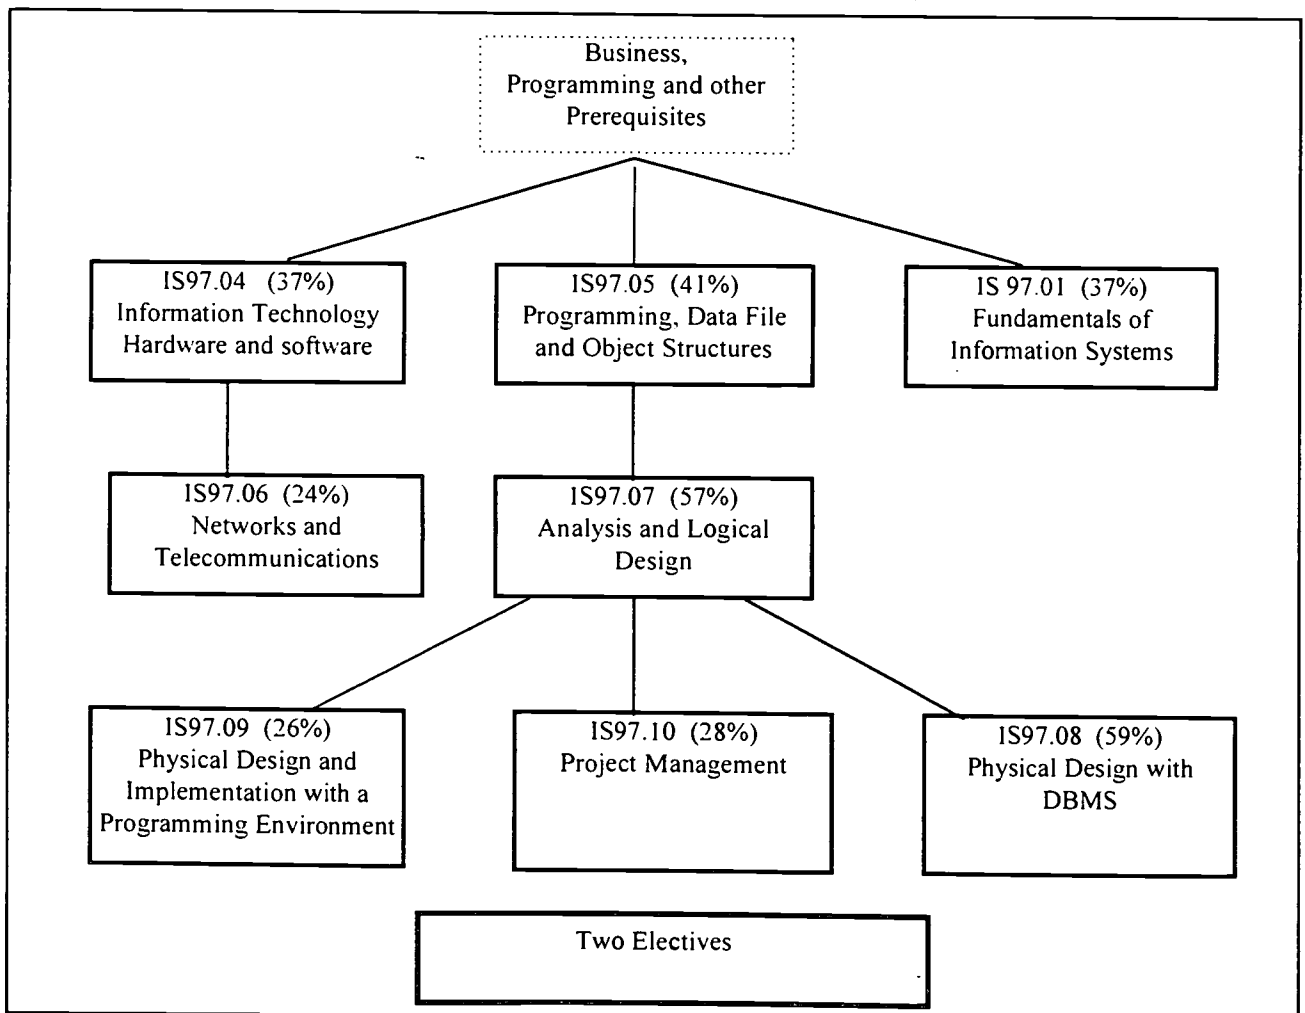 Business,
Programming and other
Prerequisites
IS97.04 (37%)
Information Technology
Hardware and software
IS97.05 (41%)
Programming, Data File
and Object Structures
IS 97.01 (37%)
Fundamentals of
Information Systems
IS97.06 (24%)
Networks and
Telecommunications
IS97.07 (57%)
Analysis and Logical
Design
IS97.09 (26%)
Physical Design and
Implementation with a
Programming Environment
IS97.10 (28%)
Project Management
IS97.08 (59%)
Physical Design with
DBMS
Two Electives